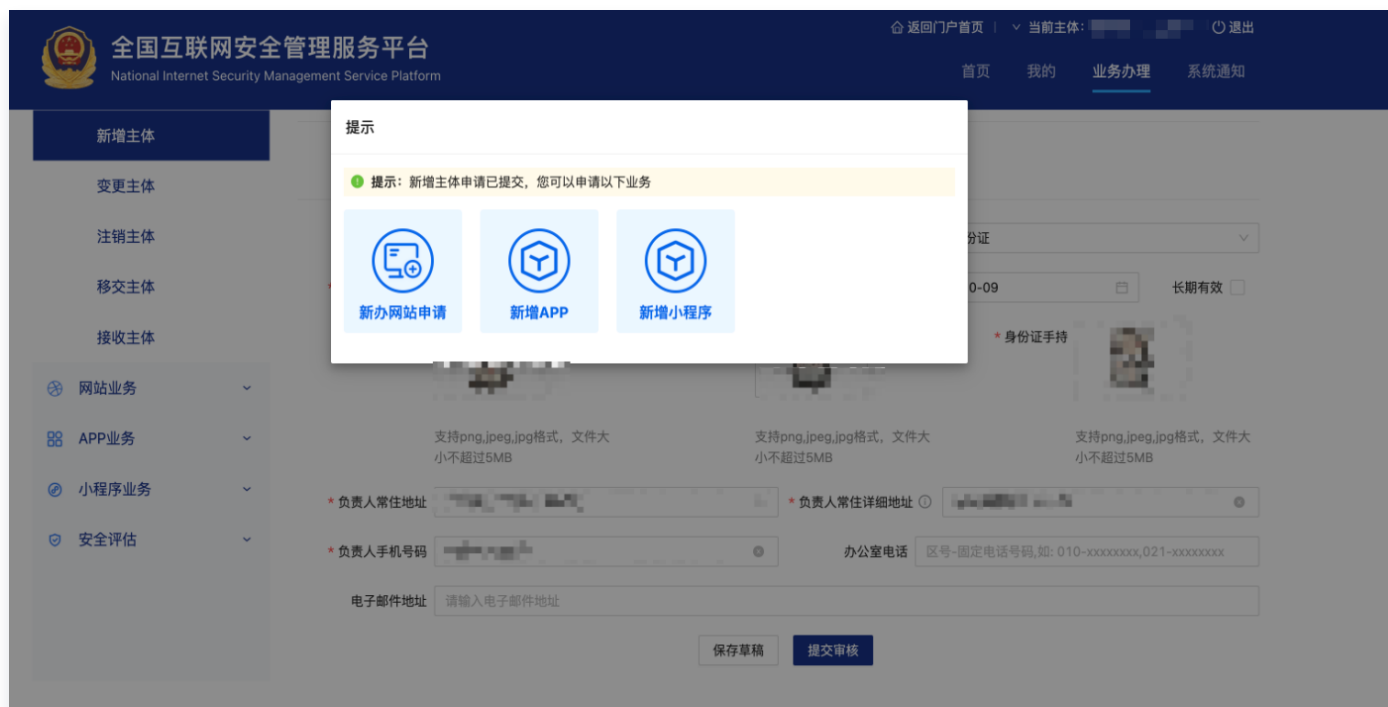 返回门户首页 当前主体: 退出
全国互联网安全管理服务平台
National Internet Security Management Service Platform
首页 我的 业务办理 系统通知
新增主体
变更主体
注销主体
移交主体
接收主体
网站业务
APP业务
小程序业务
安全评估
提示
提示：新增主体申请已提交，您可以申请以下业务
新办网站申请 新增APP 新增小程序
份证
0-09 长期有效
* 身份证手持
支持png,jpeg,jpg格式，文件大
小不超过5MB
支持png,jpeg,jpg格式，文件大
小不超过5MB
支持png,jpeg,jpg格式，文件大
小不超过5MB
* 负责人常住地址 * 负责人常住详细地址
* 负责人手机号码 办公室电话 区号-固定电话号码,如: 010-xxxxxxxx,021-xxxxxxxx
电子邮件地址 请输入电子邮件地址
保存草稿 提交审核